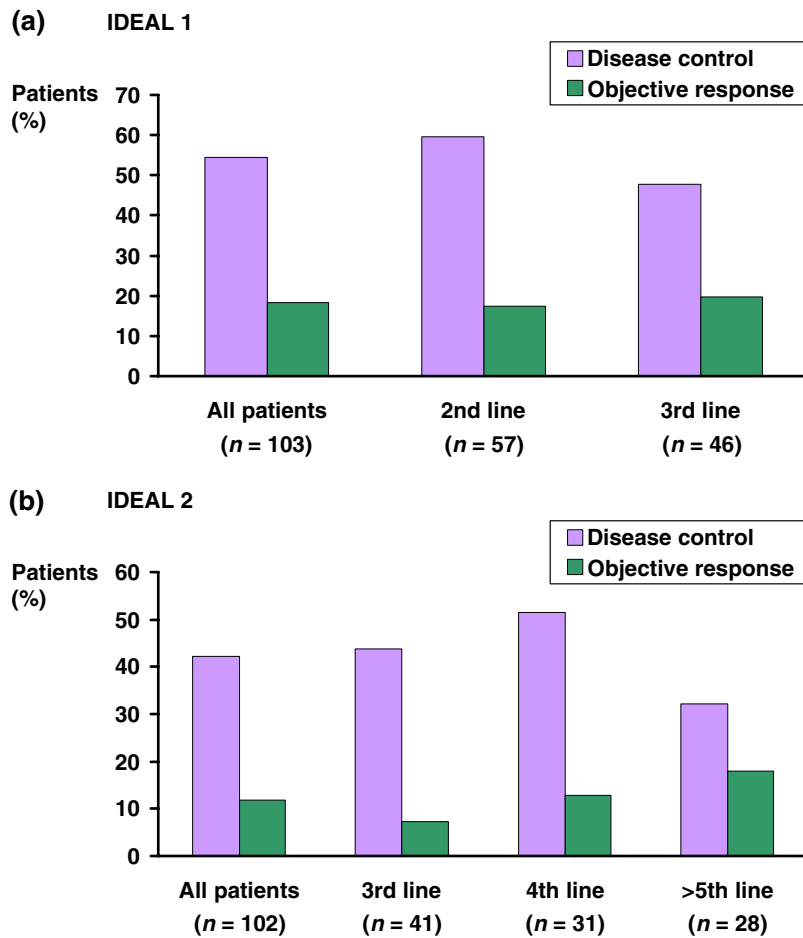 (a) IDEAL 1
Disease control
Objective response
Patients
(%)
70
60
50
40
30
20
10
0
All patients 2nd line 3rd line
(n = 103) (n = 57) (n = 46)
(b) IDEAL 2
Disease control
Objective response
Patients
(%)
60
50
40
30
20
10
0
All patients 3rd line 4th line >5th line
(n = 102) (n = 41) (n = 31) (n = 28)